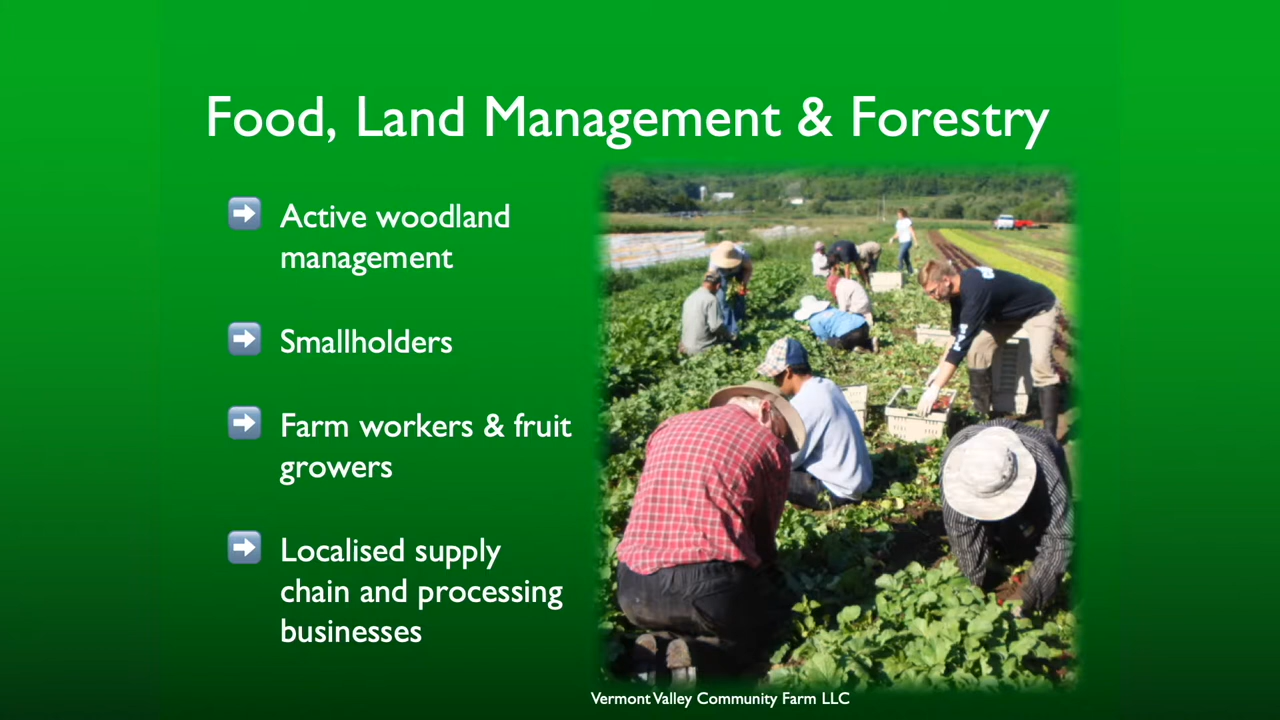 Food, Land Management & Forestry
Active woodland
management
Smallholders
Farm workers & fruit
growers
Localised supply
chain and processing
businesses
Vermont Valley Community Farm LLC